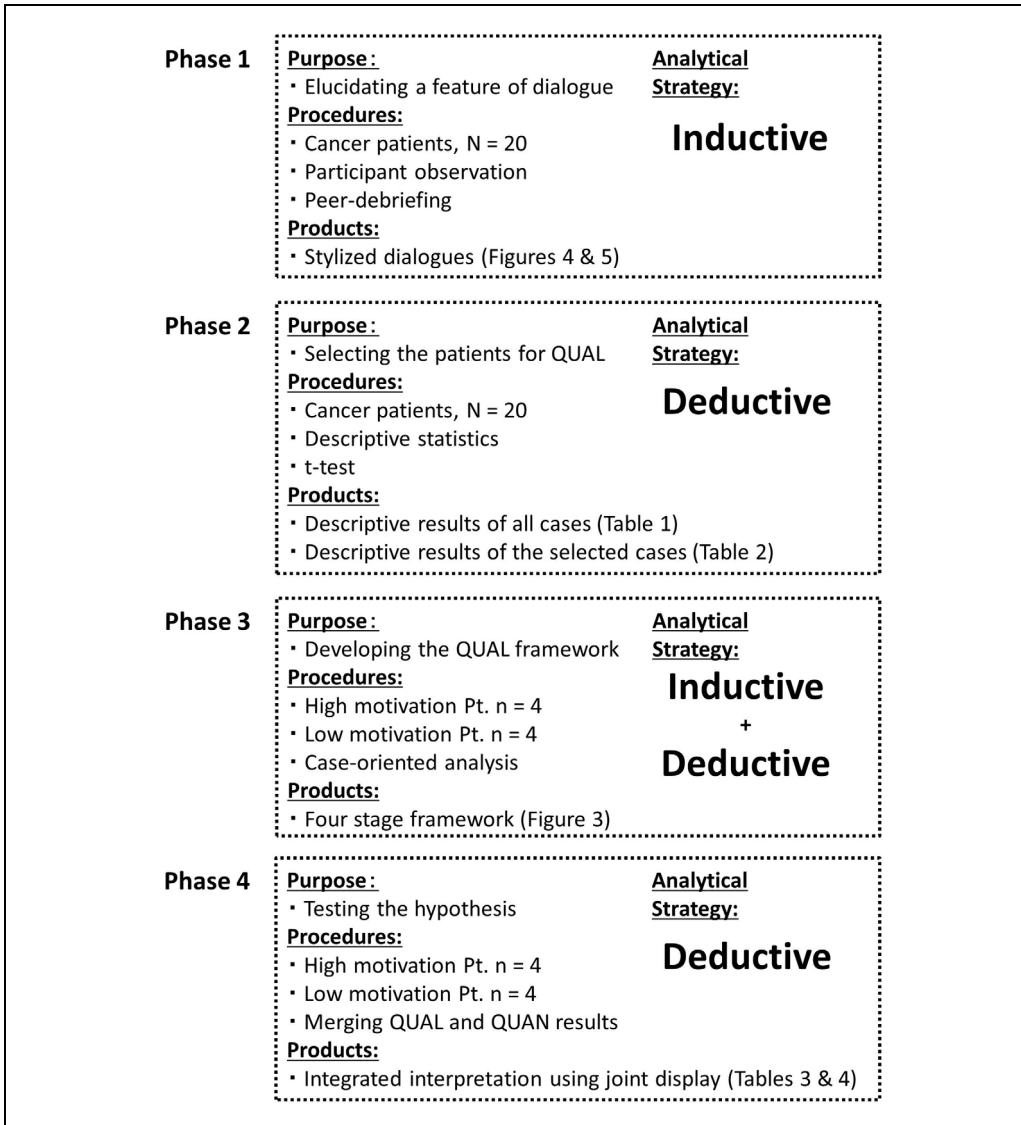 Phase 1
Purpose:
・Elucidating a feature of dialogue
Procedures:
・Cancer patients, N = 20
・Participant observation
・Peer-debriefing
Products:
・Stylized dialogues (Figures 4 & 5)
Analytical
Strategy:
Inductive
Phase 2
Purpose:
・Selecting the patients for QUAL
Procedures:
・Cancer patients, N = 20
・Descriptive statistics
・t-test
Products:
・Descriptive results of all cases (Table 1)
・Descriptive results of the selected cases (Table 2)
Analytical
Strategy:
Deductive
Phase 3
Purpose:
・Developing the QUAL framework
Procedures:
・High motivation Pt. n = 4
・Low motivation Pt. n = 4
・Case-oriented analysis
Products:
・Four stage framework (Figure 3)
Analytical
Strategy:
Inductive
+
Deductive
Phase 4
Purpose:
・Testing the hypothesis
Procedures:
・High motivation Pt. n = 4
・Low motivation Pt. n = 4
・Merging QUAL and QUAN results
Products:
・Integrated interpretation using joint display (Tables 3 & 4)
Analytical
Strategy:
Deductive